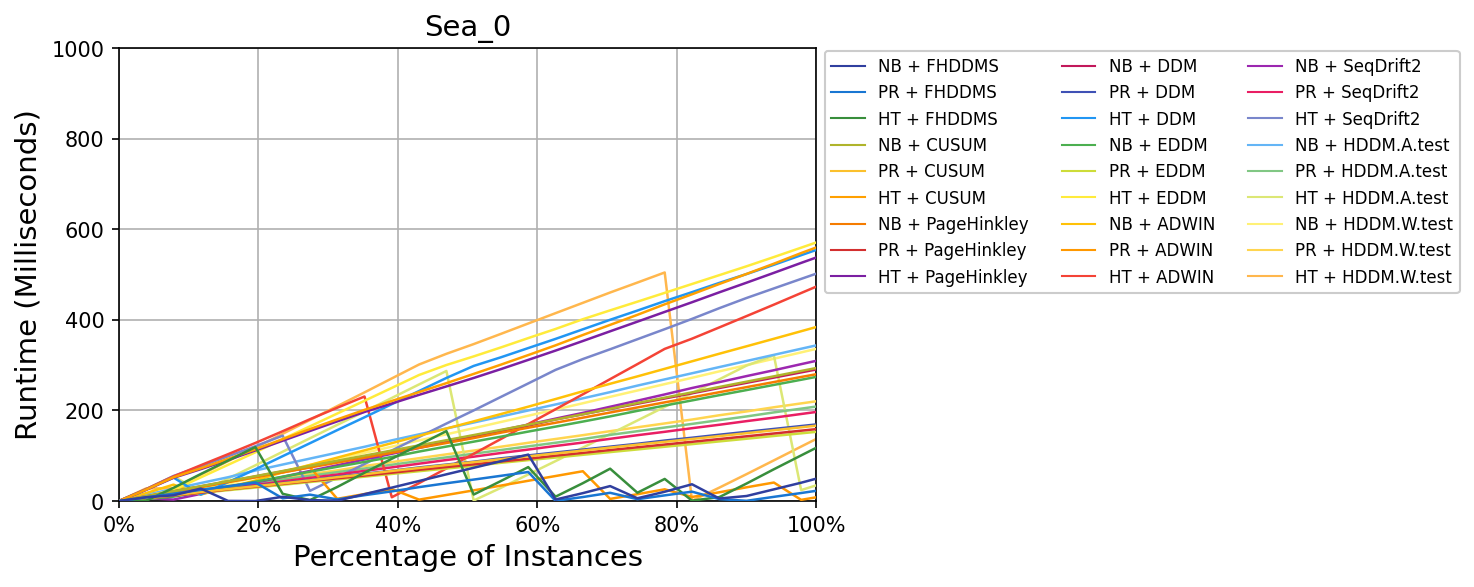 Sea_0
Runtime (Milliseconds)
1000
800
600
400
200
0
0%
20%
40%
60%
80%
100%
Percentage of Instances
NB + FHDDMS
PR + FHDDMS
HT + FHDDMS
NB + CUSUM
PR + CUSUM
HT + CUSUM
NB + PageHinkley
PR + PageHinkley
HT + PageHinkley
NB + DDM
PR + DDM
HT + DDM
NB + EDDM
PR + EDDM
HT + EDDM
NB + ADWIN
PR + ADWIN
HT + ADWIN
NB + SeqDrift2
PR + SeqDrift2
HT + SeqDrift2
NB + HDDM.A.test
PR + HDDM.A.test
HT + HDDM.A.test
NB + HDDM.W.test
PR + HDDM.W.test
HT + HDDM.W.test